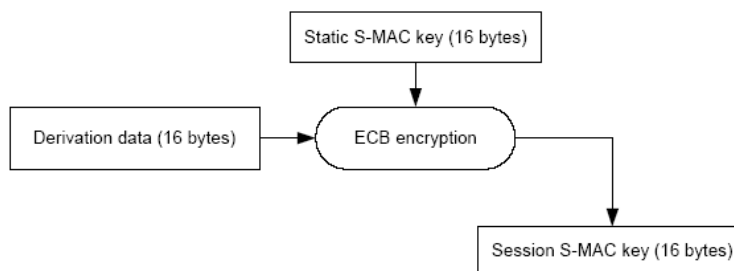 Static S-MAC key (16 bytes)
Derivation data (16 bytes)
ECB encryption
Session S-MAC key (16 bytes)